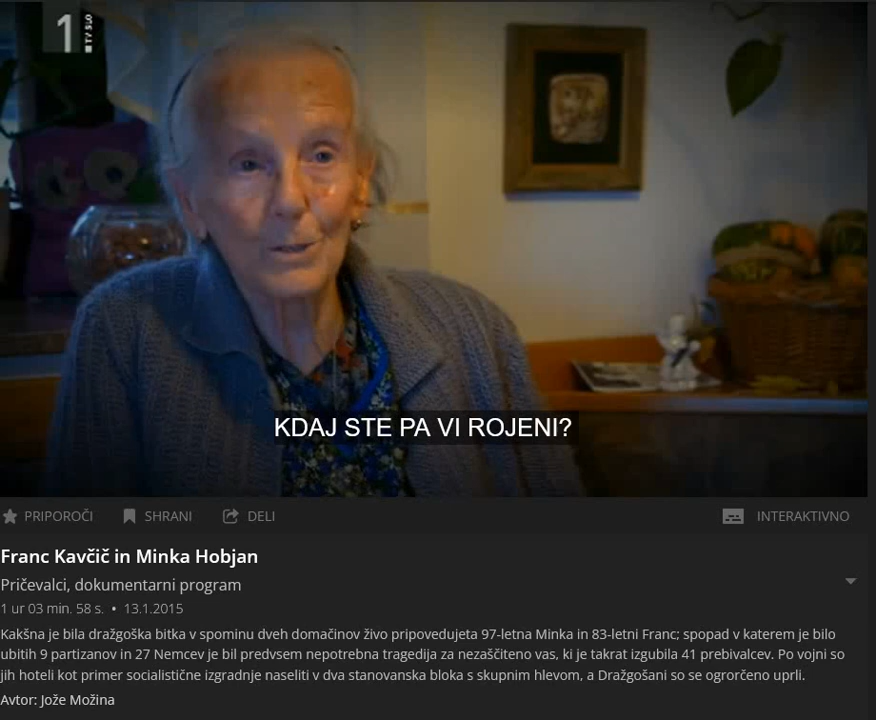 1
TV SLO
KDAJ STE PA VI ROJENI?
PRIPOROČI SHRANI DELI INTERAKTIVNO
Franc Kavčič in Minka Hobjan
Pričevalci, dokumentarni program
1 ur 03 min. 58 s. • 13.1.2015
Kakšna je bila dražgoška bitka v spominu dveh domačinov živo pripovedujeta 97-letna Minka in 83-letni Franc; spopad v katerem je bilo
ubitih 9 partizanov in 27 Nemcev je bil predvsem nepotrebna tragedija za nezaščiteno vas, ki je takrat izgubila 41 prebivalcev. Po vojni so
jih hoteli kot primer socialistične izgradnje naseliti v dva stanovanska bloka s skupnim hlevom, a Dražgošani so se ogrorčeno uprli.
Avtor: Jože Možina